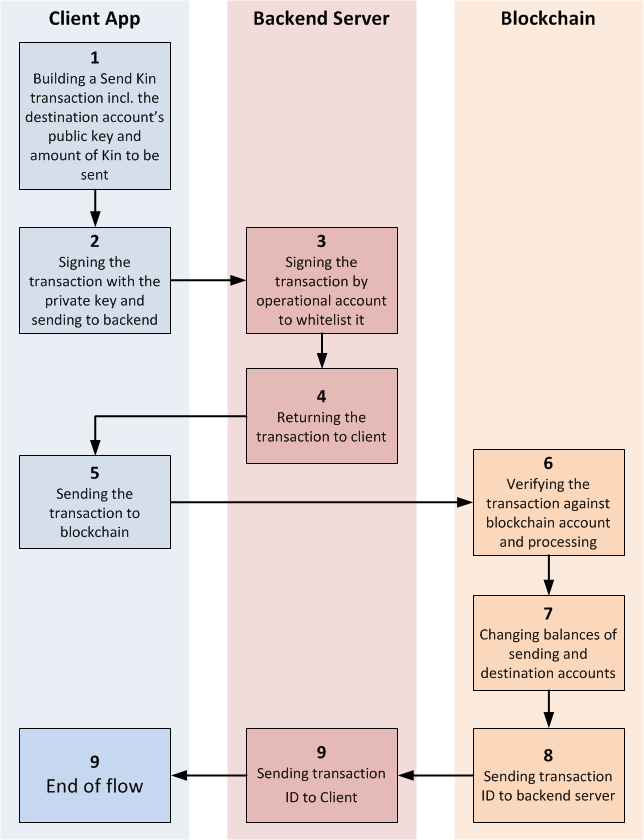 Client App
Backend Server
Blockchain
1
Building a Send Kin
transaction incl. the
destination account's
public key and
amount of Kin to be
sent
2
Signing the
transaction with the
private key and
sending to backend
3
Signing the
transaction by
operational account
to whitelist it
4
Returning the
transaction to client
5
Sending the
transaction to
blockchain
6
Verifying the
transaction against
blockchain account
and processing
7
Changing balances of
sending and
destination accounts
8
Sending transaction
ID to backend server
9
Sending transaction
ID to Client
9
End of flow